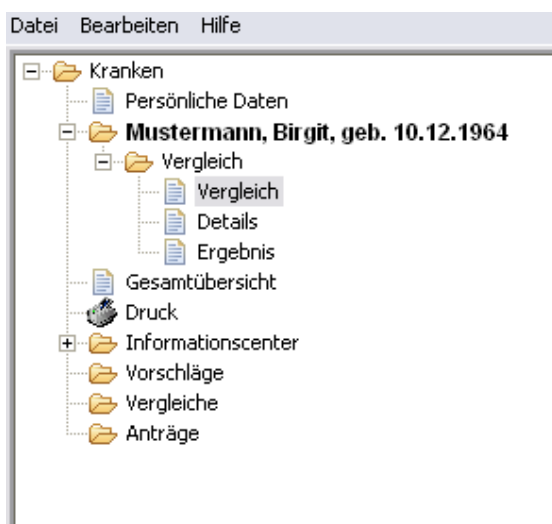 Datei Bearbeiten Hilfe
Kranken
Persönliche Daten
Mustermann, Birgit, geb. 10.12.1964
Vergleich
Vergleich
Details
Ergebnis
Gesamtübersicht
Druck
Informationscenter
Vorschläge
Vergleiche
Anträge